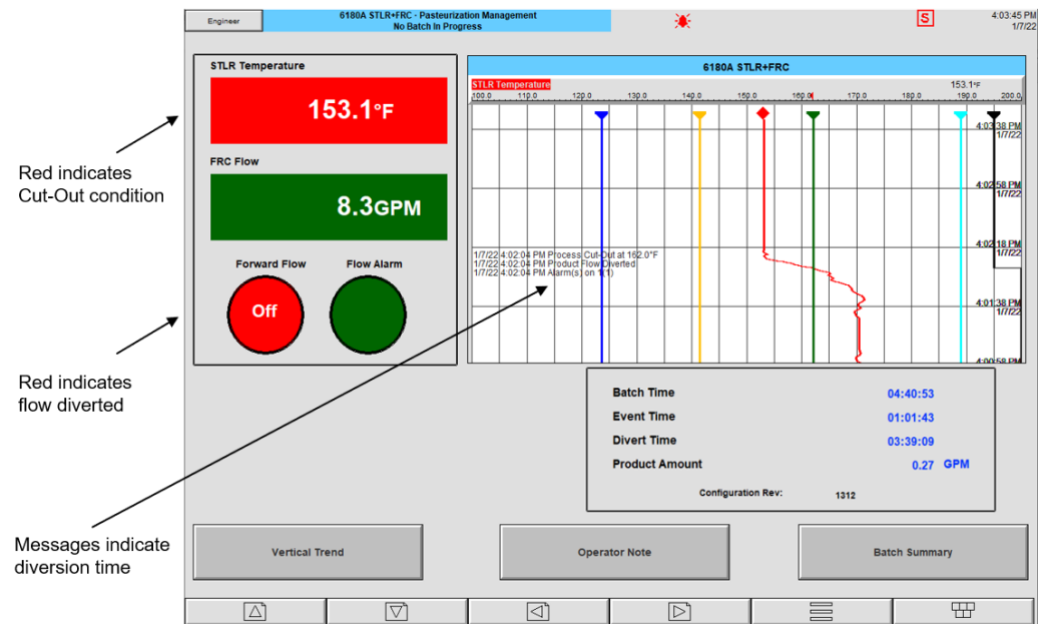 Engineer
6180A STLR+FRC - Pasteurization Management
No Batch In Progress
S
4:03:45 PM
1/7/22
STLR Temperature
153.1°F
FRC Flow
8.3GPM
Forward Flow
Flow Alarm
Off
6180A STLR+FRC
STLR Temperature
153.1°F
100.0 110.0 120.0 130.0 140.0 150.0 160.0 170.0 180.0 190.0 200.0
4:03:38 PM
1/7/22
4:02:58 PM
1/7/22
4:02:18 PM
1/7/22
1/7/22 4:02:04 PM Process Cut-Out at 162.0°F
1/7/22 4:02:04 PM Product Flow Diverted
1/7/22 4:02:04 PM Alarm(s) on 1(1)
4:01:38 PM
1/7/22
4:00:58 PM
Batch Time 04:40:53
Event Time 01:01:43
Divert Time 03:39:09
Product Amount 0.27 GPM
Configuration Rev: 1312
Vertical Trend
Operator Note
Batch Summary
Red indicates
Cut-Out condition
Red indicates
flow diverted
Messages indicate
diversion time